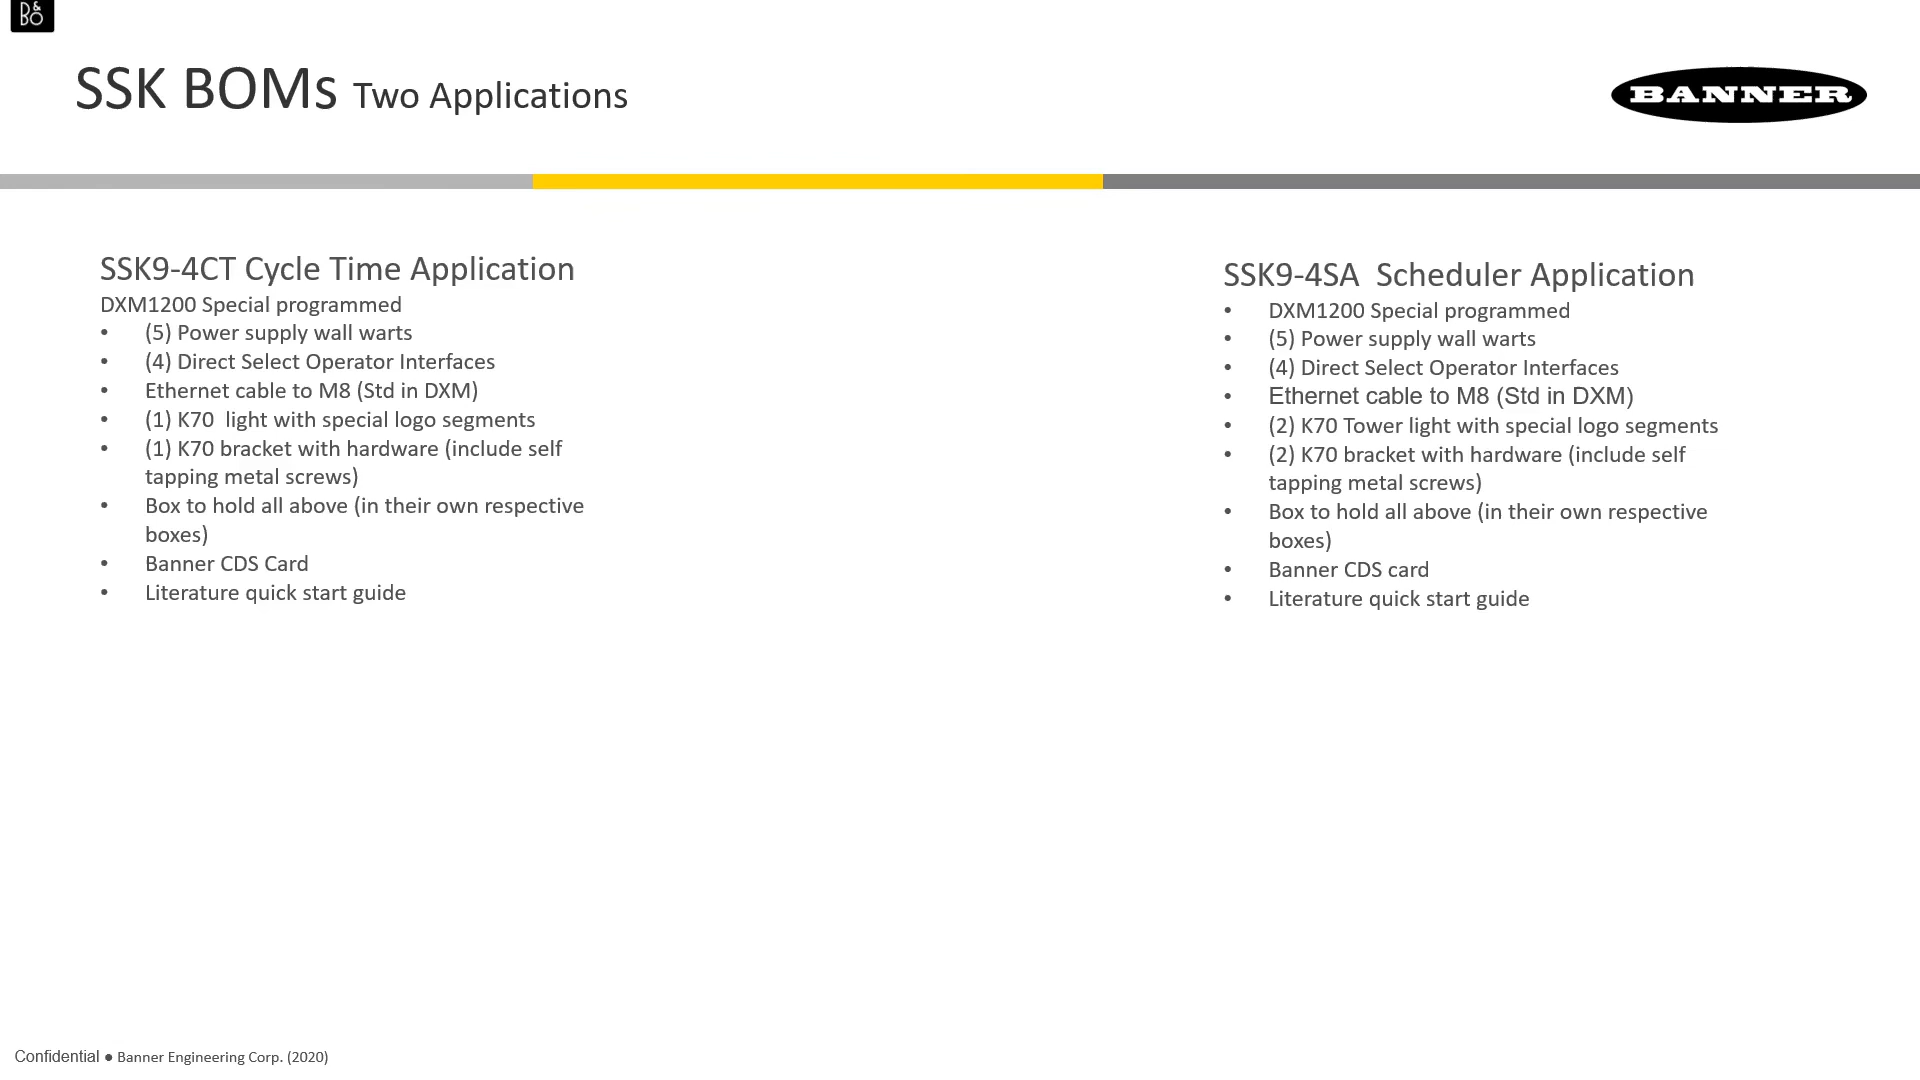 B&O
SSK BOMs Two Applications
BANNER
SSK9-4CT Cycle Time Application
DXM1200 Special programmed
• (5) Power supply wall warts
• (4) Direct Select Operator Interfaces
• Ethernet cable to M8 (Std in DXM)
• (1) K70 light with special logo segments
• (1) K70 bracket with hardware (include self
tapping metal screws)
• Box to hold all above (in their own respective
boxes)
• Banner CDS Card
• Literature quick start guide
SSK9-4SA Scheduler Application
• DXM1200 Special programmed
• (5) Power supply wall warts
• (4) Direct Select Operator Interfaces
• Ethernet cable to M8 (Std in DXM)
• (2) K70 Tower light with special logo segments
• (2) K70 bracket with hardware (include self
tapping metal screws)
• Box to hold all above (in their own respective
boxes)
• Banner CDS card
• Literature quick start guide
Confidential ● Banner Engineering Corp. (2020)